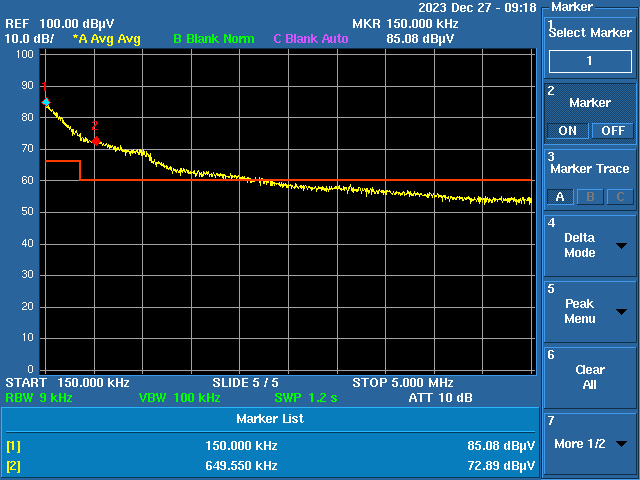 2023 Dec 27 - 09:18
Marker
REF 100.00 dBµV
MKR 150.000 kHz
10.0 dB/ *A Avg Avg
B Blank Norm
C Blank Auto
85.08 dBµV
1
Select Marker
1
100
90
80
70
60
50
40
30
20
10
0
1
2
2
Marker
ON OFF
3
Marker Trace
A B C
4
Delta
Mode
5
Peak
Menu
6
Clear
All
7
More 1/2
START 150.000 kHz
SLIDE 5 / 5
STOP 5.000 MHz
RBW 9 kHz
VBW 100 kHz
SWP 1.2 s
ATT 10 dB
Marker List
[1] 150.000 kHz 85.08 dBµV
[2] 649.550 kHz 72.89 dBµV